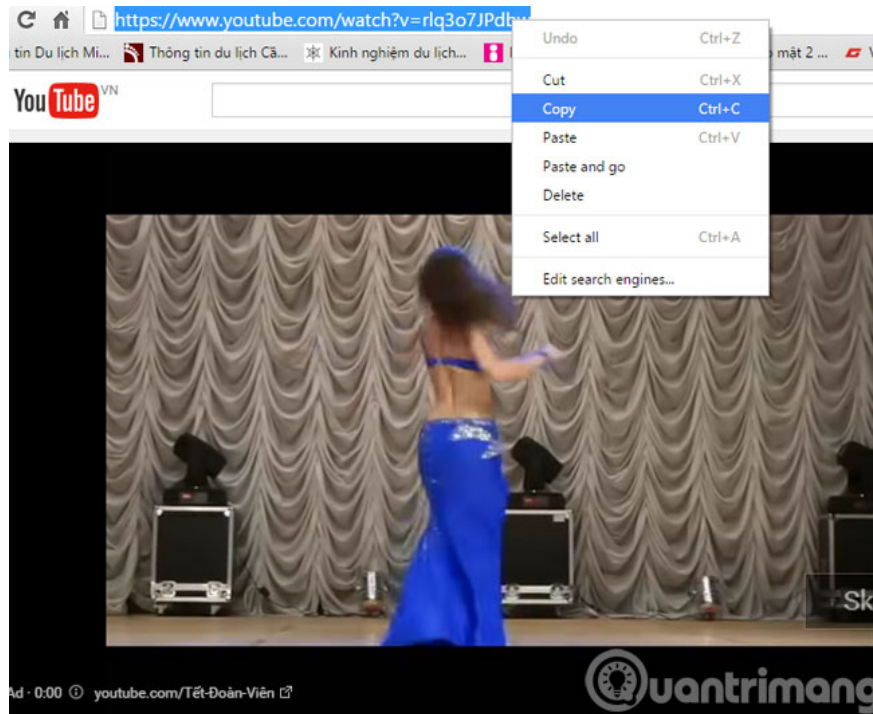 https://www.youtube.com/watch?v=rlq3o7JPdbw
tin Du lịch Mi... Thông tin du lịch Cã... Kinh nghiệm du lịch... mật 2 ...
YouTube VN
Undo Ctrl+Z
Cut Ctrl+X
Copy Ctrl+C
Paste Ctrl+V
Paste and go
Delete
Select all Ctrl+A
Edit search engines...
Sk
Ad · 0:00 youtube.com/Tết-Đoàn-Viên
Quantrimang